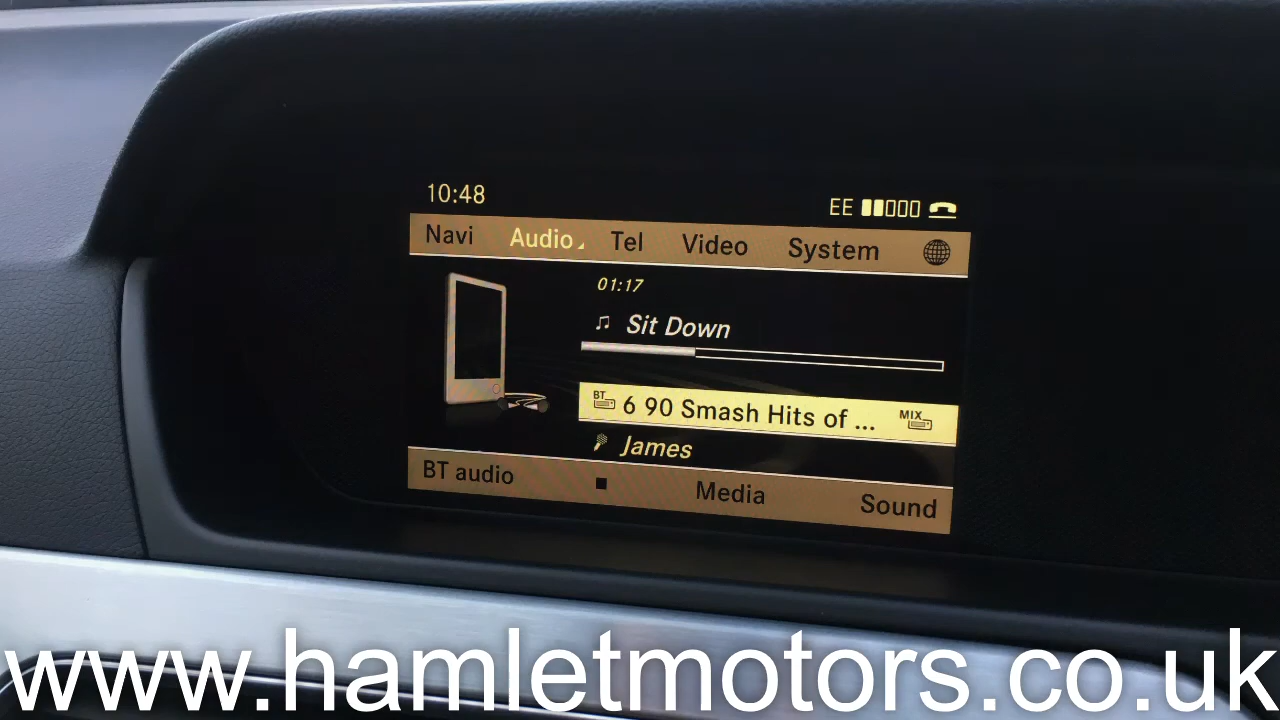 10:48
EE
Navi Audio Tel Video System
01:17
Sit Down
BT 6 90 Smash Hits of ... MIX
James
BT audio Media Sound
www.hamletmotors.co.uk